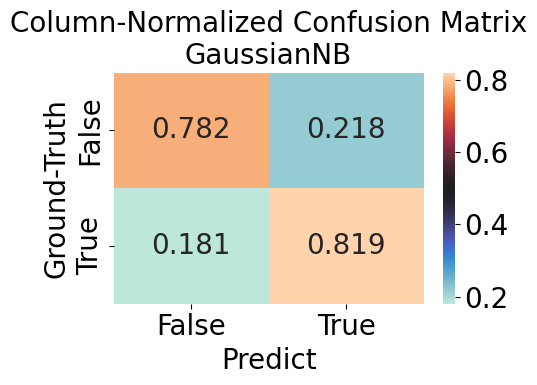 Column-Normalized Confusion Matrix
GaussianNB
Ground-Truth
False
True
0.782
0.218
0.181
0.819
False
True
Predict
0.8
0.6
0.4
0.2